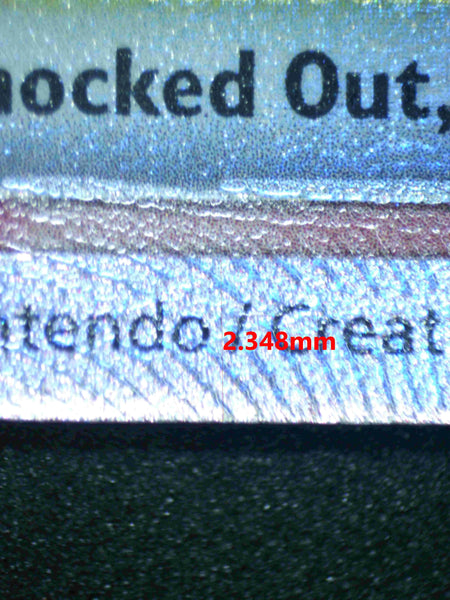 nocked Out,
ntendo / Creat
2.348mm